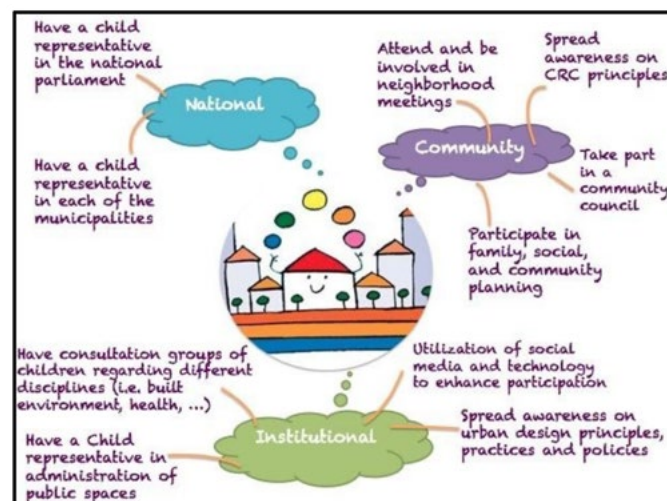 Have a child
representative
in the national
parliament
National
Have a child
representative
in each of the
municipalities
Attend and be
involved in
neighborhood
meetings
Spread
awareness on
CRC principles
Community
Take part
in a
community
council
Participate in
family, social,
and community
planning
Have consultation groups of
children regarding different
disciplines (i.e. built
environment, health, ...)
Utilization of social
media and technology
to enhance participation
Institutional
Have a Child
representative in
administration of
public spaces
Spread awareness on
urban design principles,
practices and policies